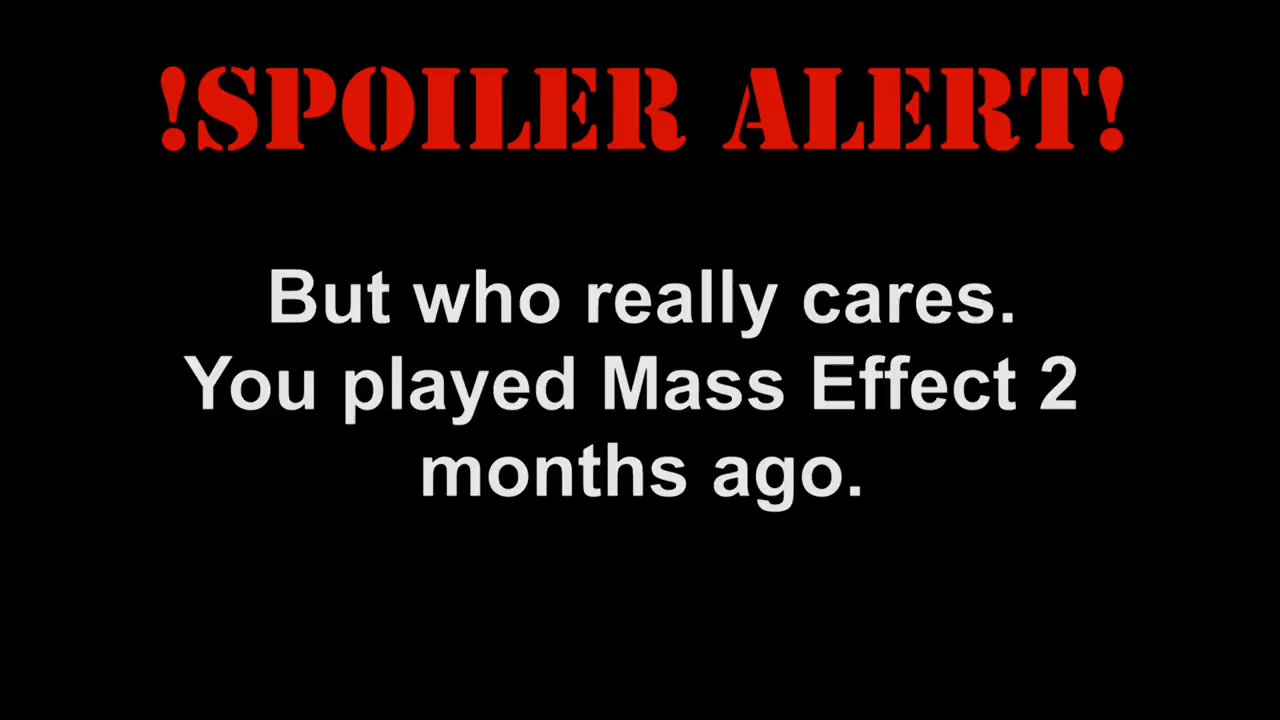 !SPOILER ALERT!
But who really cares.
You played Mass Effect 2
months ago.